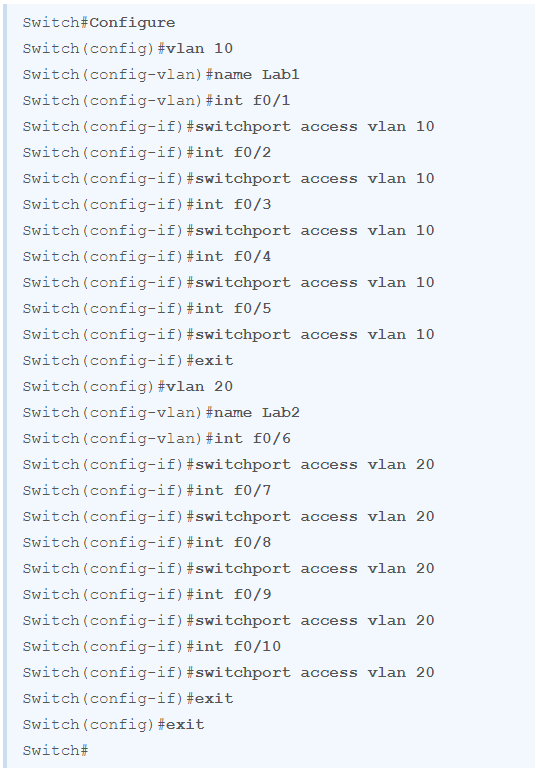 Switch#Configure
Switch(config)#vlan 10
Switch(config-vlan)#name Lab1
Switch(config-vlan)#int f0/1
Switch(config-if)#switchport access vlan 10
Switch(config-if)#int f0/2
Switch(config-if)#switchport access vlan 10
Switch(config-if)#int f0/3
Switch(config-if)#switchport access vlan 10
Switch(config-if)#int f0/4
Switch(config-if)#switchport access vlan 10
Switch(config-if)#int f0/5
Switch(config-if)#switchport access vlan 10
Switch(config-if)#exit
Switch(config)#vlan 20
Switch(config-vlan)#name Lab2
Switch(config-vlan)#int f0/6
Switch(config-if)#switchport access vlan 20
Switch(config-if)#int f0/7
Switch(config-if)#switchport access vlan 20
Switch(config-if)#int f0/8
Switch(config-if)#switchport access vlan 20
Switch(config-if)#int f0/9
Switch(config-if)#switchport access vlan 20
Switch(config-if)#int f0/10
Switch(config-if)#switchport access vlan 20
Switch(config-if)#exit
Switch(config)#exit
Switch#